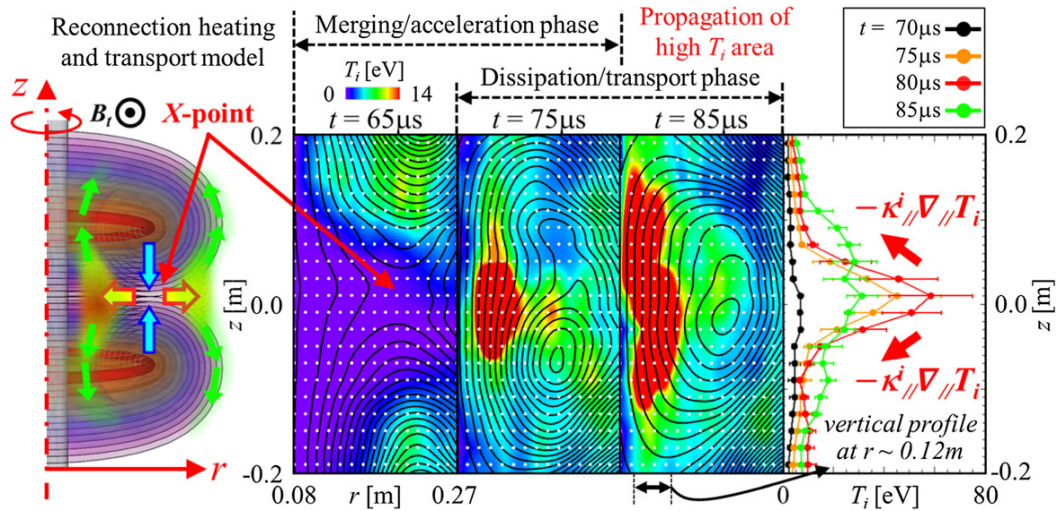 Reconnection heating
and transport model
z
Bt
X-point
r
Merging/acceleration phase
Propagation of
high Ti area
Ti [eV]
0 14
Dissipation/transport phase
t = 65μs t = 75μs t = 85μs
t = 70μs
75μs
80μs
85μs
0.2
z [m]
0.0
-0.2
0.08 r [m] 0.27
0.2
z [m]
0.0
-0.2
−κi//∇//Ti
−κi//∇//Ti
vertical profile
at r ~ 0.12m
0 Ti [eV] 80